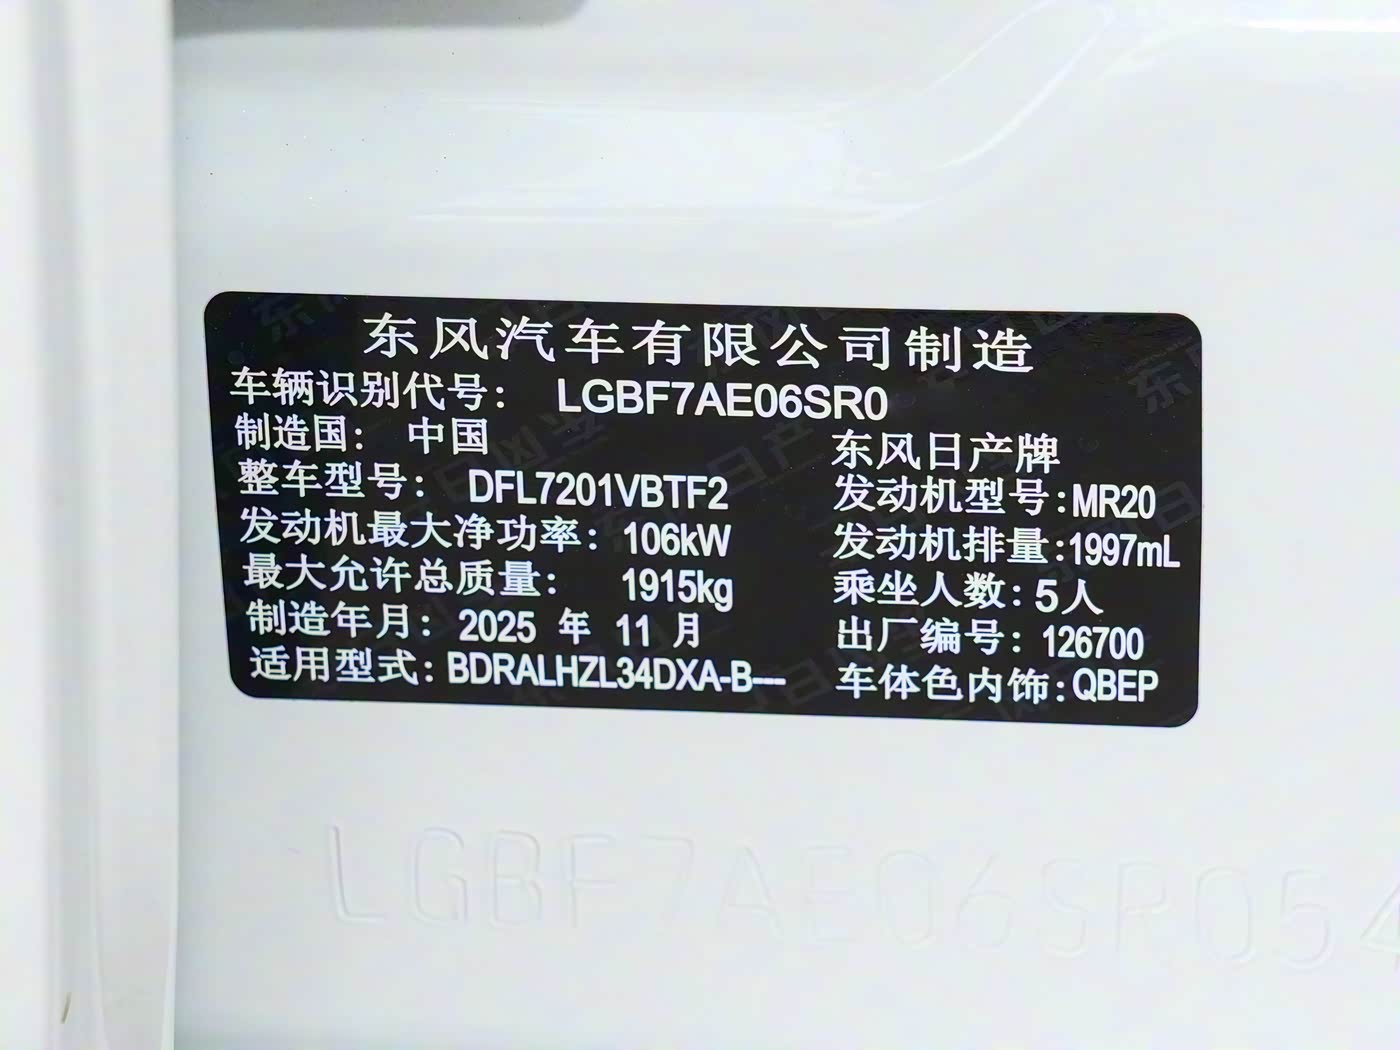 东风汽车有限公司制造
车辆识别代号： LGBF7AE06SR0
制造国： 中国 东风日产牌
整车型号： DFL7201VBTF2 发动机型号:MR20
发动机最大净功率： 106kW 发动机排量:1997mL
最大允许总质量： 1915kg 乘坐人数: 5人
制造年月： 2025 年 11 月 出厂编号： 126700
适用型式: BDRALHZL34DXA-B--- 车体色内饰:QBEP
LGBF7AE06SR054